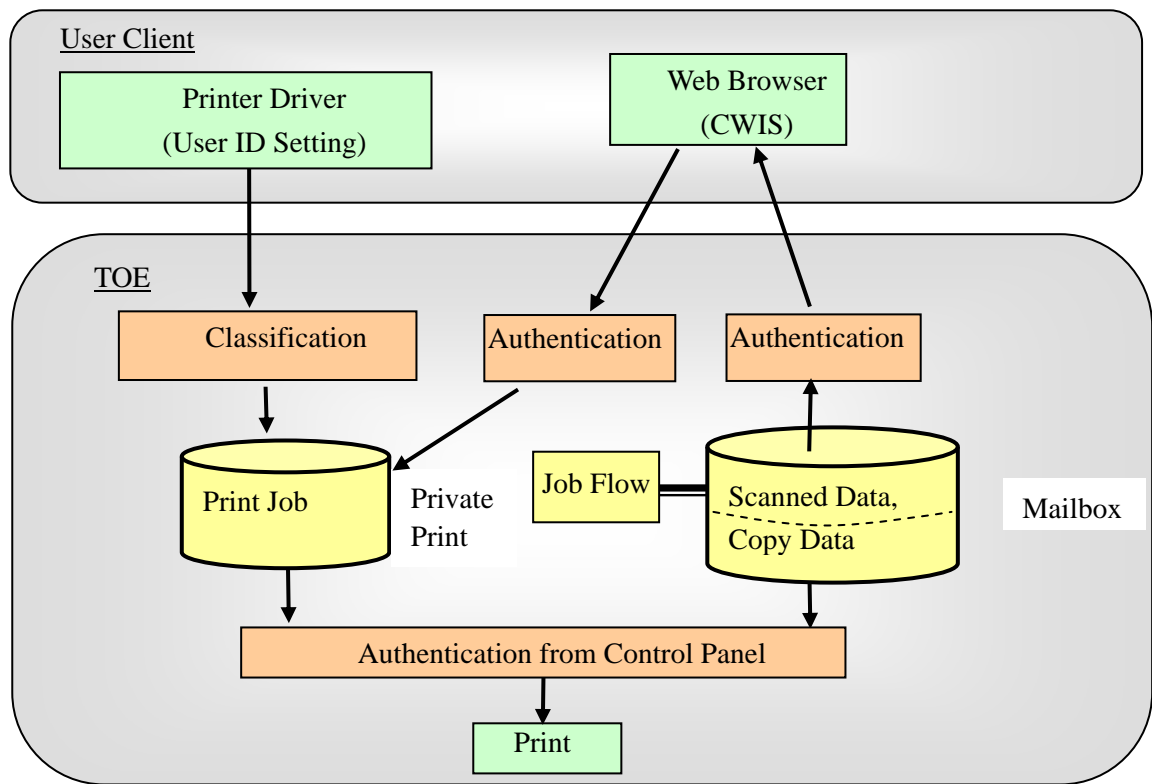 User Client
Printer Driver
(User ID Setting)
Web Browser
(CWIS)
TOE
Classification
Authentication
Authentication
Print Job
Private
Print
Job Flow
Scanned Data,
Copy Data
Mailbox
Authentication from Control Panel
Print